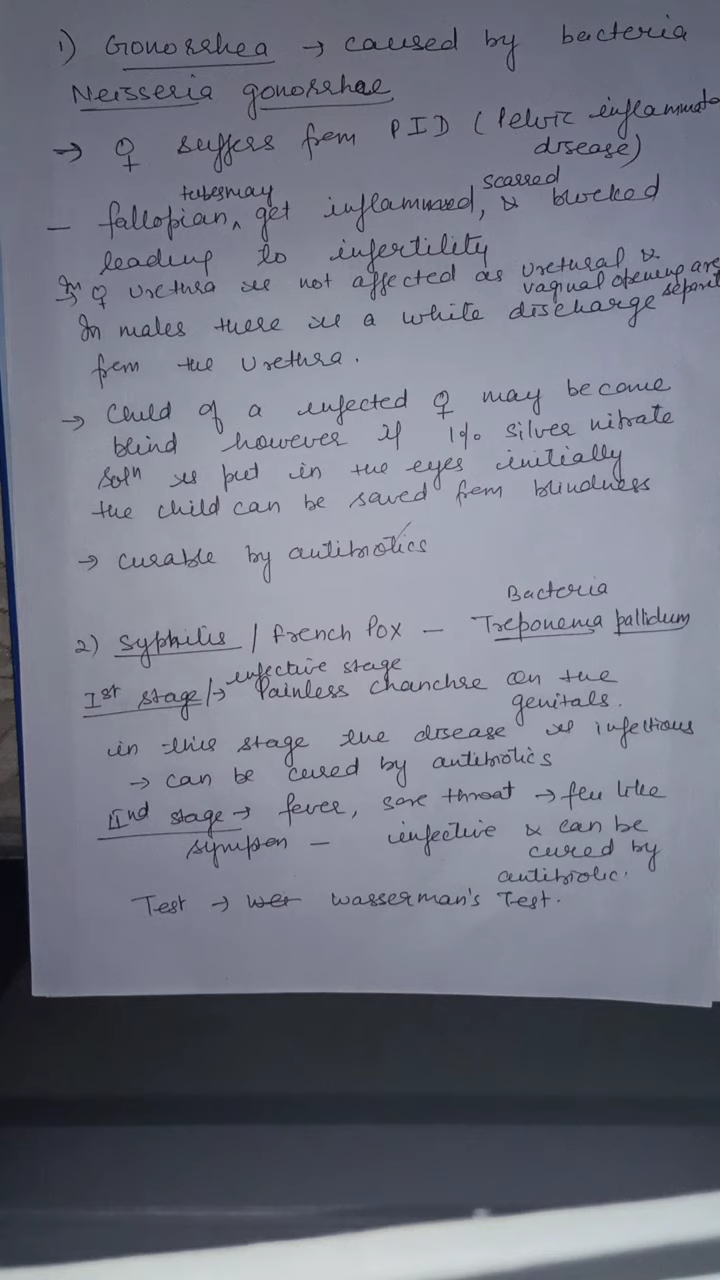 1) Gonorrhea → caused by bacteria
Neisseria gonorrhae
→ ♀ suffers from PID (Pelvic inflammato
disease)
tubes may scarred
- fallopian ^ get inflammed, & blocked
leading to infertility
In ♀ urethra is not affected as urethral &
vaginal opening are separet
In males there is a white discharge
from the urethra.
→ Child of a infected ♀ may become
blind however if 1% silver nitrate
solⁿ is put in the eyes initially
the child can be saved from blindness
→ curable by antibiotics
Bacteria
2) Syphilis / French Pox - Treponema pallidum
infective stage
Ist stage/→ Painless chanchre on the
genitals.
in this stage the disease is infectious
→ can be cured by antibiotics
IInd stage → fever, sore throat → flu like
sympton - infective & can be
cured by
antibiotic.
Test → wasserman's Test.